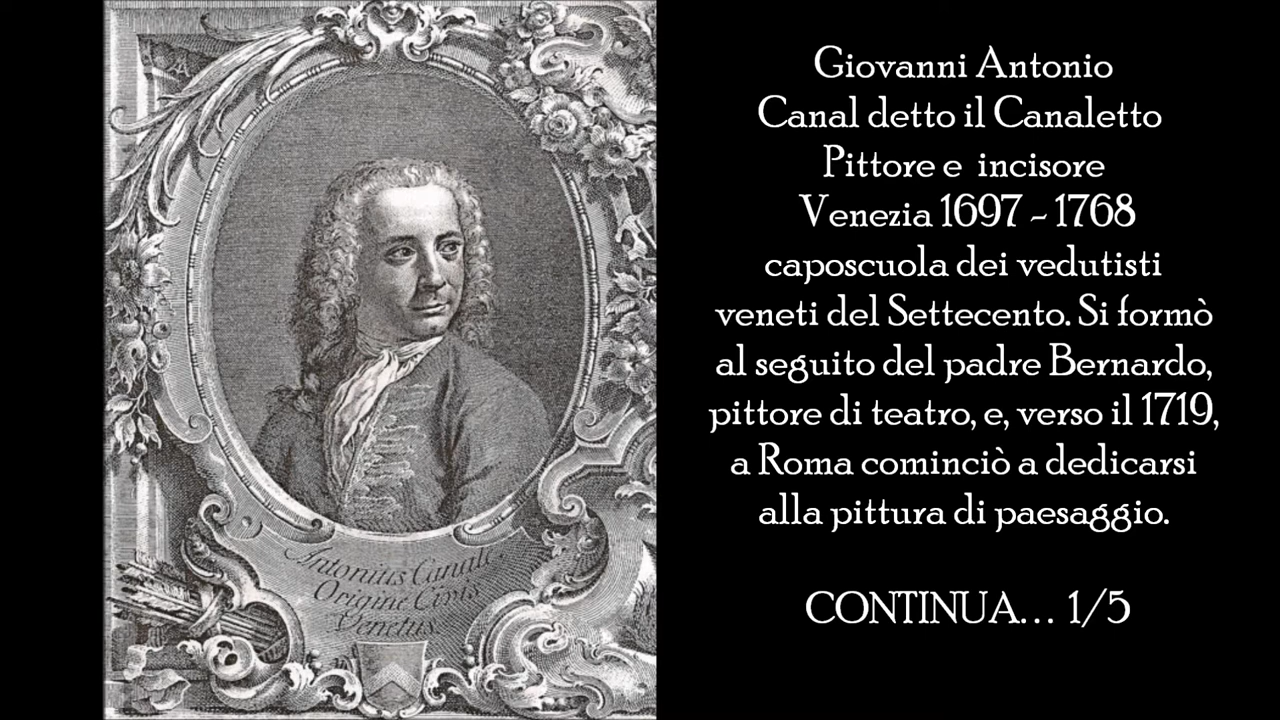 Giovanni Antonio
Canal detto il Canaletto
Pittore e incisore
Venezia 1697 - 1768
caposcuola dei vedutisti
veneti del Settecento. Si formò
al seguito del padre Bernardo,
pittore di teatro, e, verso il 1719,
a Roma cominciò a dedicarsi
alla pittura di paesaggio.
CONTINUA... 1/5
Antonius Canale
Origine Civis
Venetus